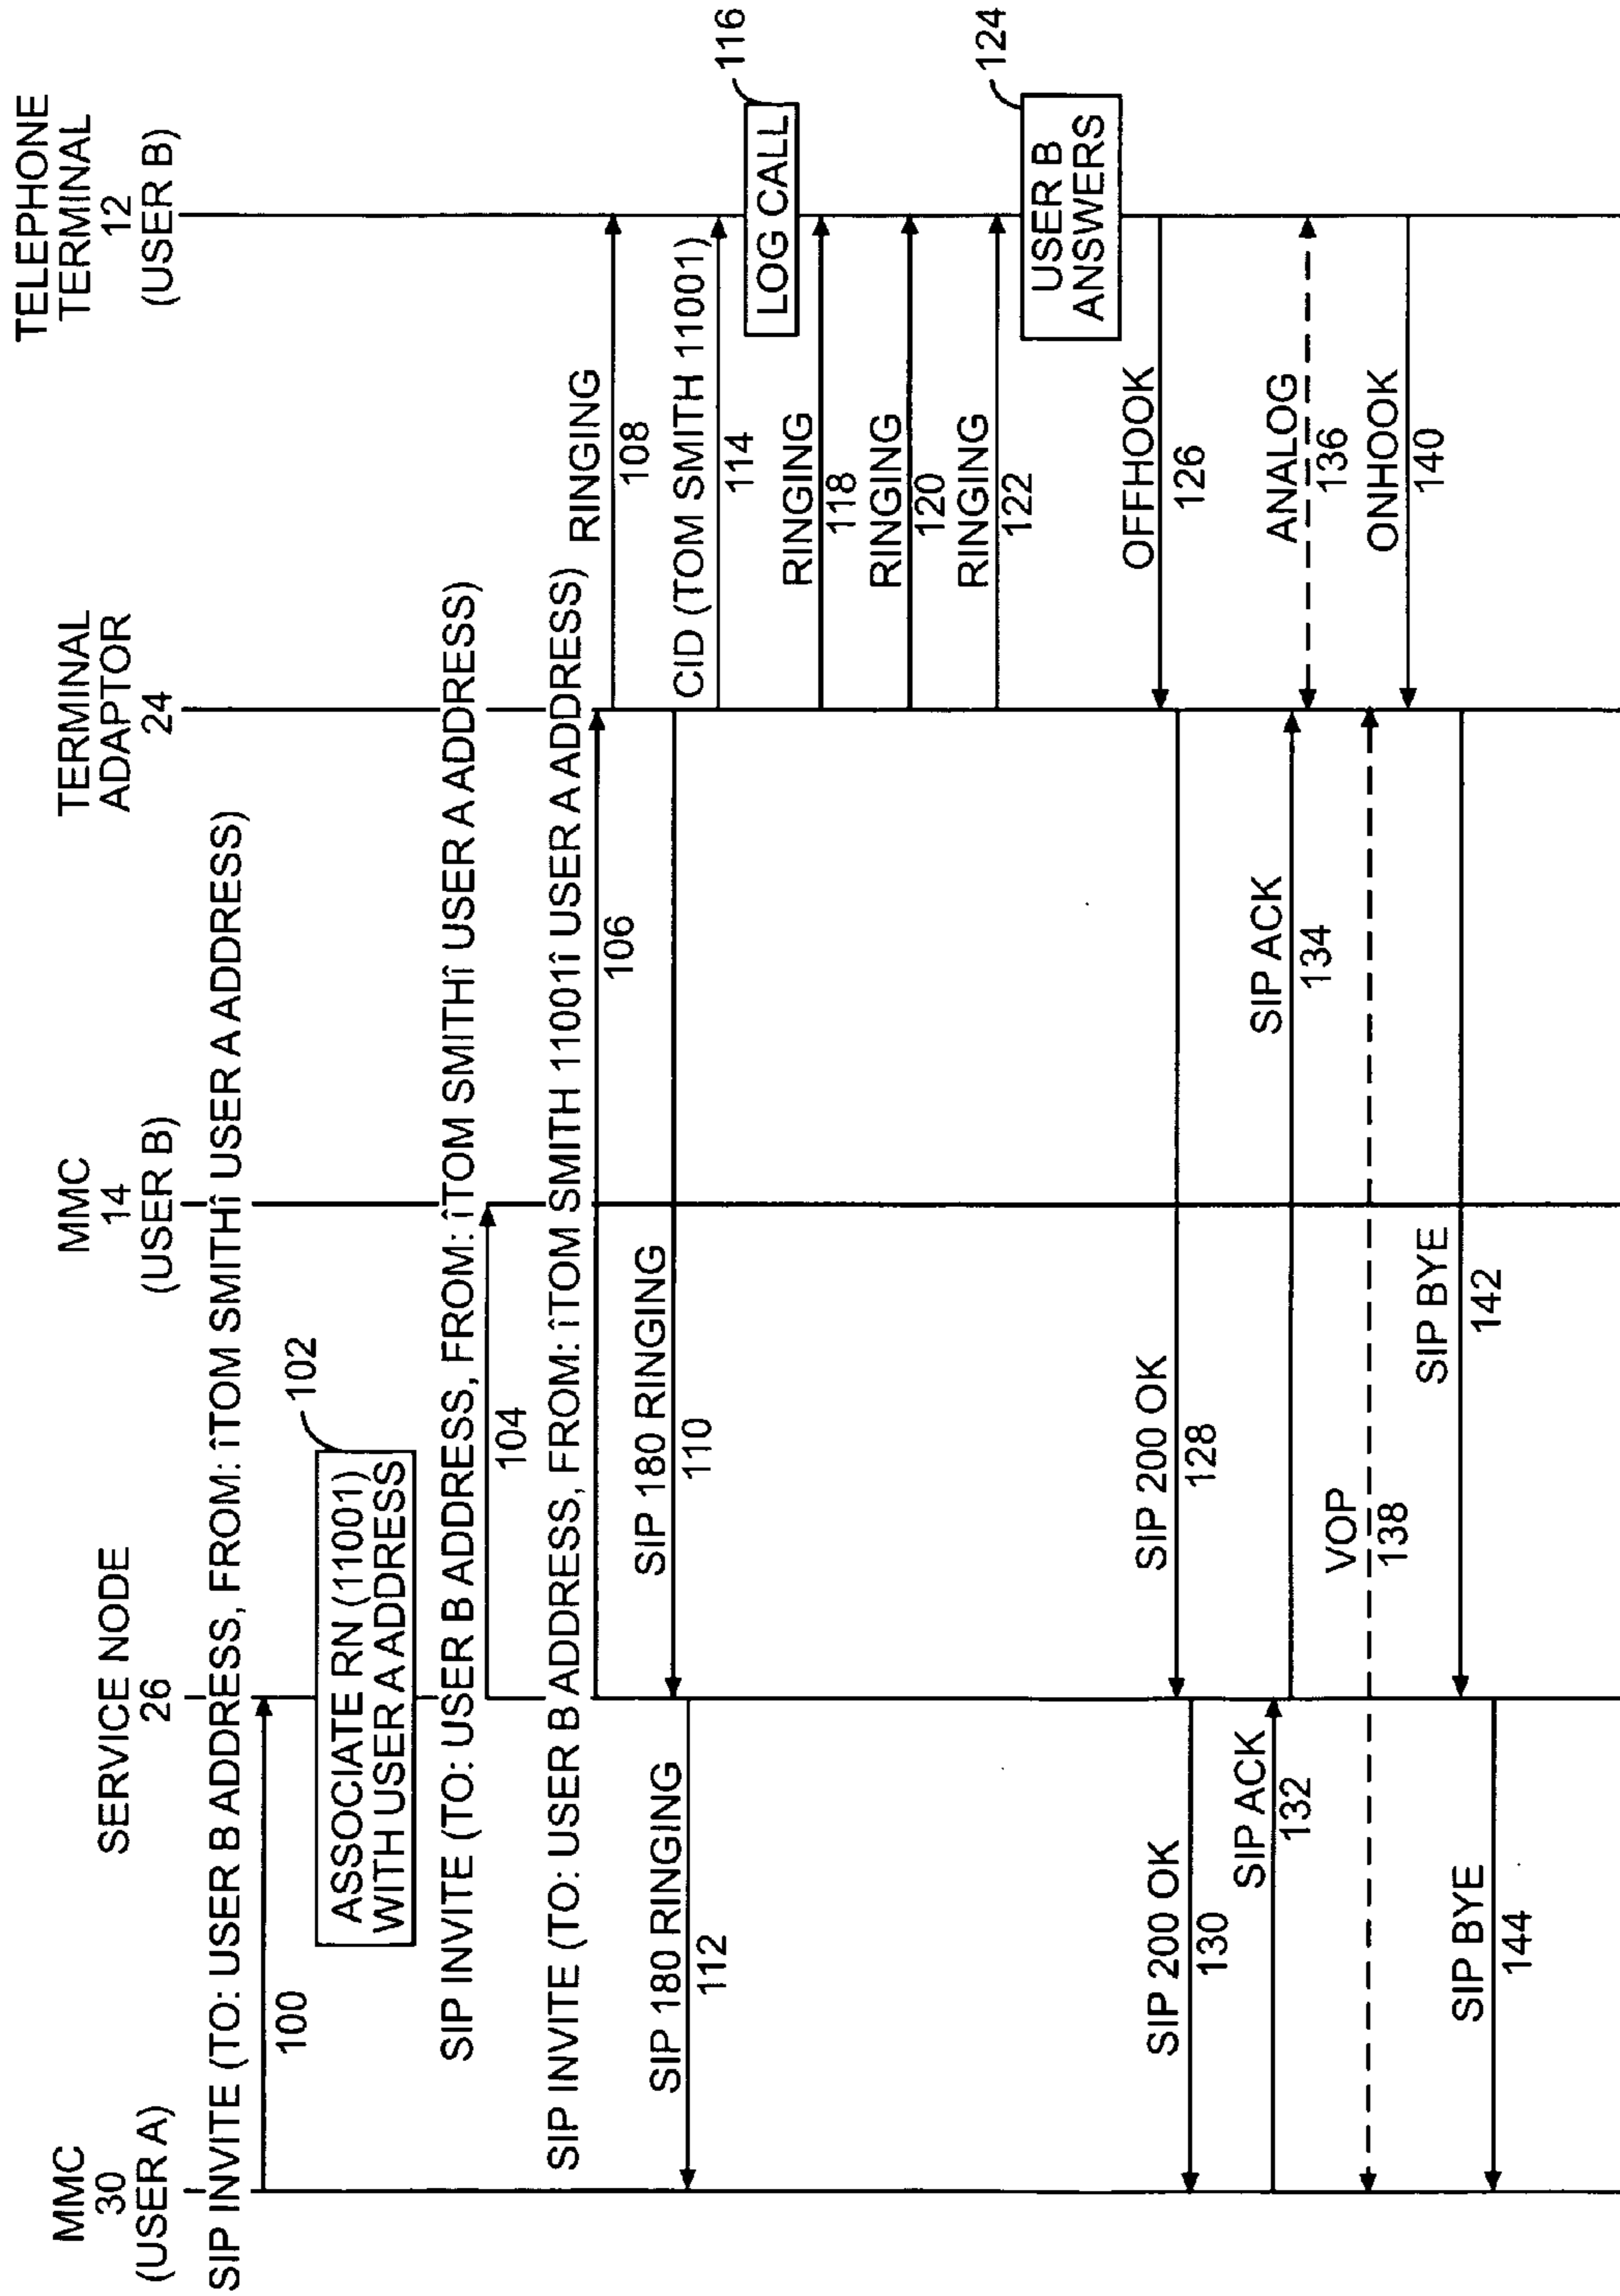 MMC
30
(USER A)
SERVICE NODE
26
MMC
14
(USER B)
TERMINAL
ADAPTOR
24
TELEPHONE
TERMINAL
12
(USER B)
SIP INVITE (TO: USER B ADDRESS, FROM: îTOM SMITHî USER A ADDRESS)
100
ASSOCIATE RN (11001)
WITH USER A ADDRESS
102
SIP INVITE (TO: USER B ADDRESS, FROM: îTOM SMITHî USER A ADDRESS)
104
SIP INVITE (TO: USER B ADDRESS, FROM: îTOM SMITH 11001î USER A ADDRESS)
106
RINGING
108
SIP 180 RINGING
110
SIP 180 RINGING
112
CID (TOM SMITH 11001)
114
LOG CALL
116
RINGING
118
RINGING
120
RINGING
122
USER B
ANSWERS
124
OFFHOOK
126
SIP 200 OK
128
SIP 200 OK
130
SIP ACK
132
SIP ACK
134
ANALOG
136
VOP
138
ONHOOK
140
SIP BYE
142
SIP BYE
144